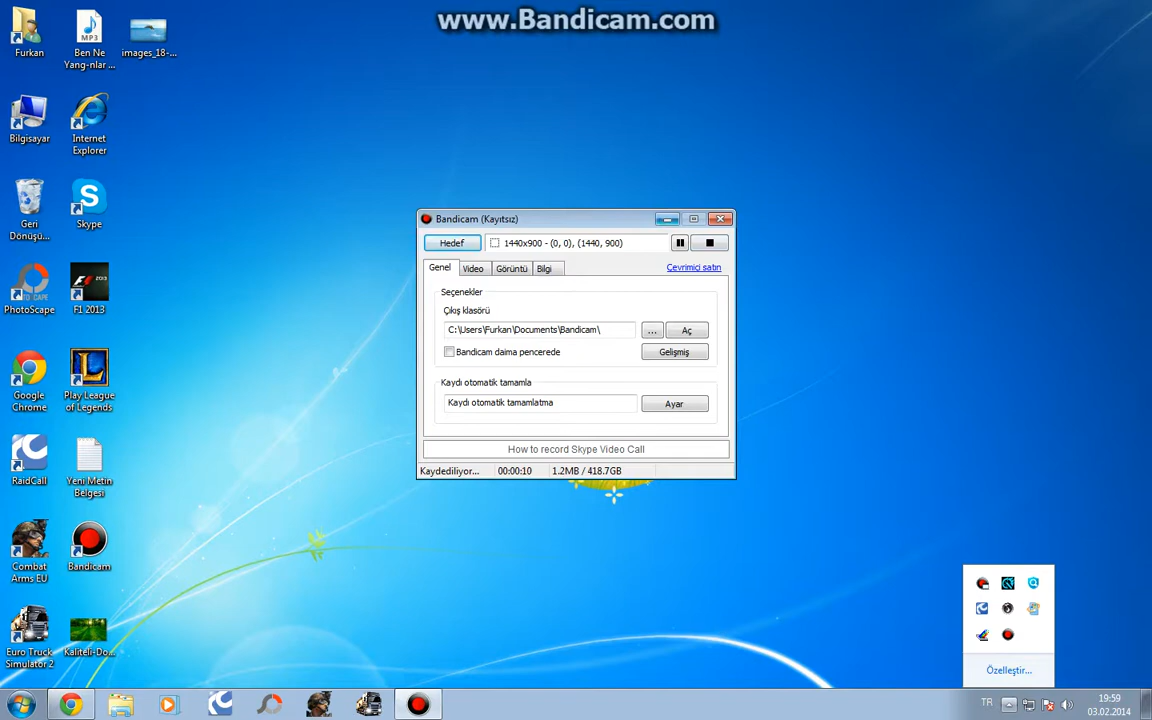 www.Bandicam.com
Furkan
Ben Ne
Yang-nlar ...
images_18-...
Bilgisayar
Internet
Explorer
Geri
Dönüşü...
Skype
PhotoScape
F1 2013
Google
Chrome
Play League
of Legends
RaidCall
Yeni Metin
Belgesi
Combat
Arms EU
Bandicam
Euro Truck
Simulator 2
Kaliteli-Do...
Bandicam (Kayıtsız)
Hedef
1440x900 - (0, 0), (1440, 900)
Genel
Video
Görüntü
Bilgi
Çevrimiçi satın
Seçenekler
Çıkış klasörü
C:\Users\Furkan\Documents\Bandicam\
...
Aç
Bandicam daima pencerede
Gelişmiş
Kaydı otomatik tamamla
Kaydı otomatik tamamlatma
Ayar
How to record Skype Video Call
Kaydediliyor...
00:00:10
1.2MB / 418.7GB
Özelleştir...
TR
19:59
03.02.2014